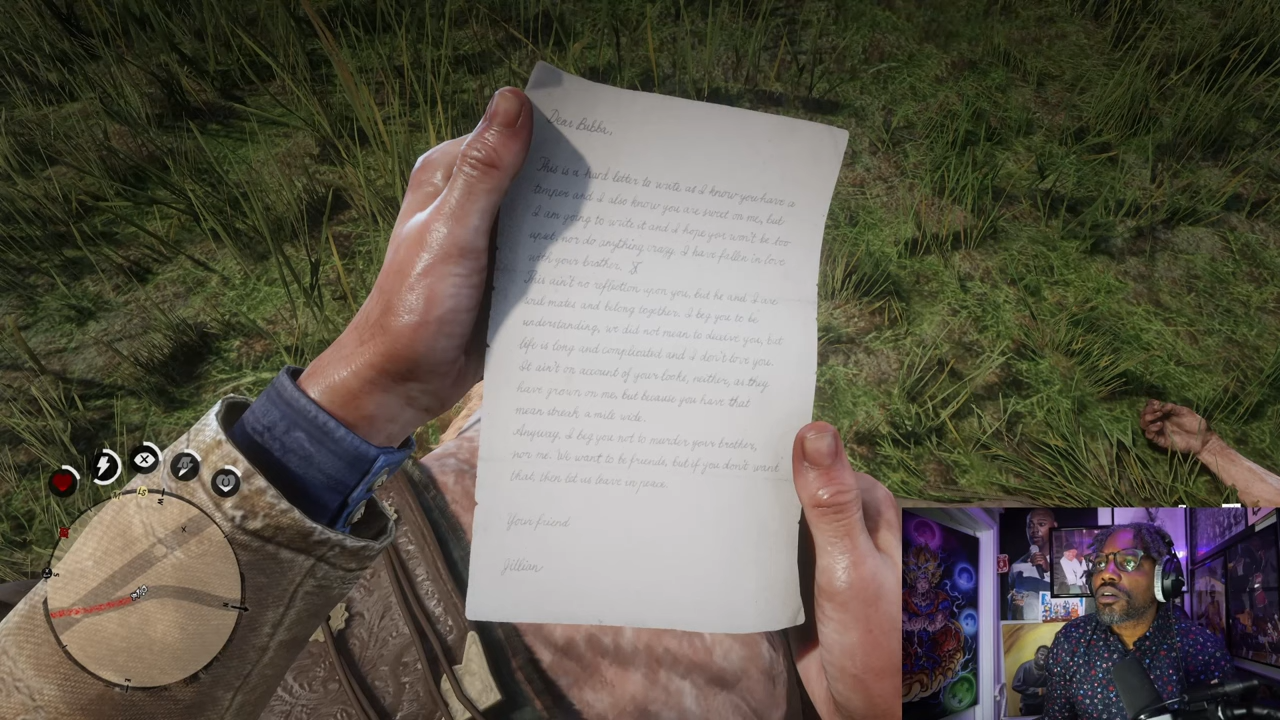 Dear Bubba,
This is a hard letter to write as I know you have a
temper and I also know you are sweet on me, but
I am going to write it and I hope you won't be too
upset, nor do anything crazy. I have fallen in love
with your brother.
This ain't no reflection upon you, but he and I are
soul mates and belong together. I beg you to be
understanding, we did not mean to deceive you, but
life is long and complicated and I don't love you.
It ain't on account of your looks, neither, as they
have grown on me, but because you have that
mean streak a mile wide.
Anyway, I beg you not to murder your brother,
nor me. We want to be friends, but if you don't want
that, then let us leave in peace.
Your friend
Jillian